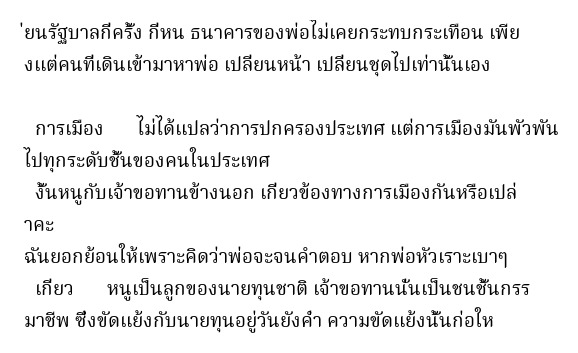 ่ยนรัฐบาลกี่ครั้ง กี่หน ธนาคารของพ่อไม่เคยกระทบกระเทือน เพีย
งแต่คนที่เดินเข้ามาหาพ่อ เปลี่ยนหน้า เปลี่ยนชุดไปเท่านั้นเอง
การเมือง ไม่ได้แปลว่าการปกครองประเทศ แต่การเมืองมันพัวพัน
ไปทุกระดับชั้นของคนในประเทศ
งั้นหนูกับเจ้าขอทานข้างนอก เกี่ยวข้องทางการเมืองกันหรือเปล่
าคะ
ฉันยอกย้อนให้เพราะคิดว่าพ่อจะจนคำตอบ หากพ่อหัวเราะเบาๆ
เกี่ยว หนูเป็นลูกของนายทุนชาติ เจ้าขอทานนั่นเป็นชนชั้นกรร
มาชีพ ซึ่งขัดแย้งกับนายทุนอยู่วันยังค่ำ ความขัดแย้งนั้นก่อให